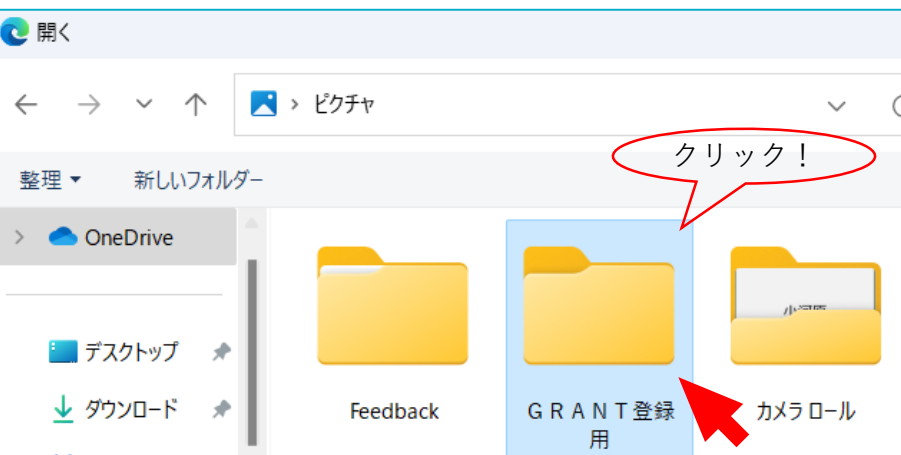 開く
ピクチャ
クリック！
整理
新しいフォルダー
OneDrive
デスクトップ
ダウンロード
Feedback
ＧＲＡＮＴ登録
用
カメラ ロール